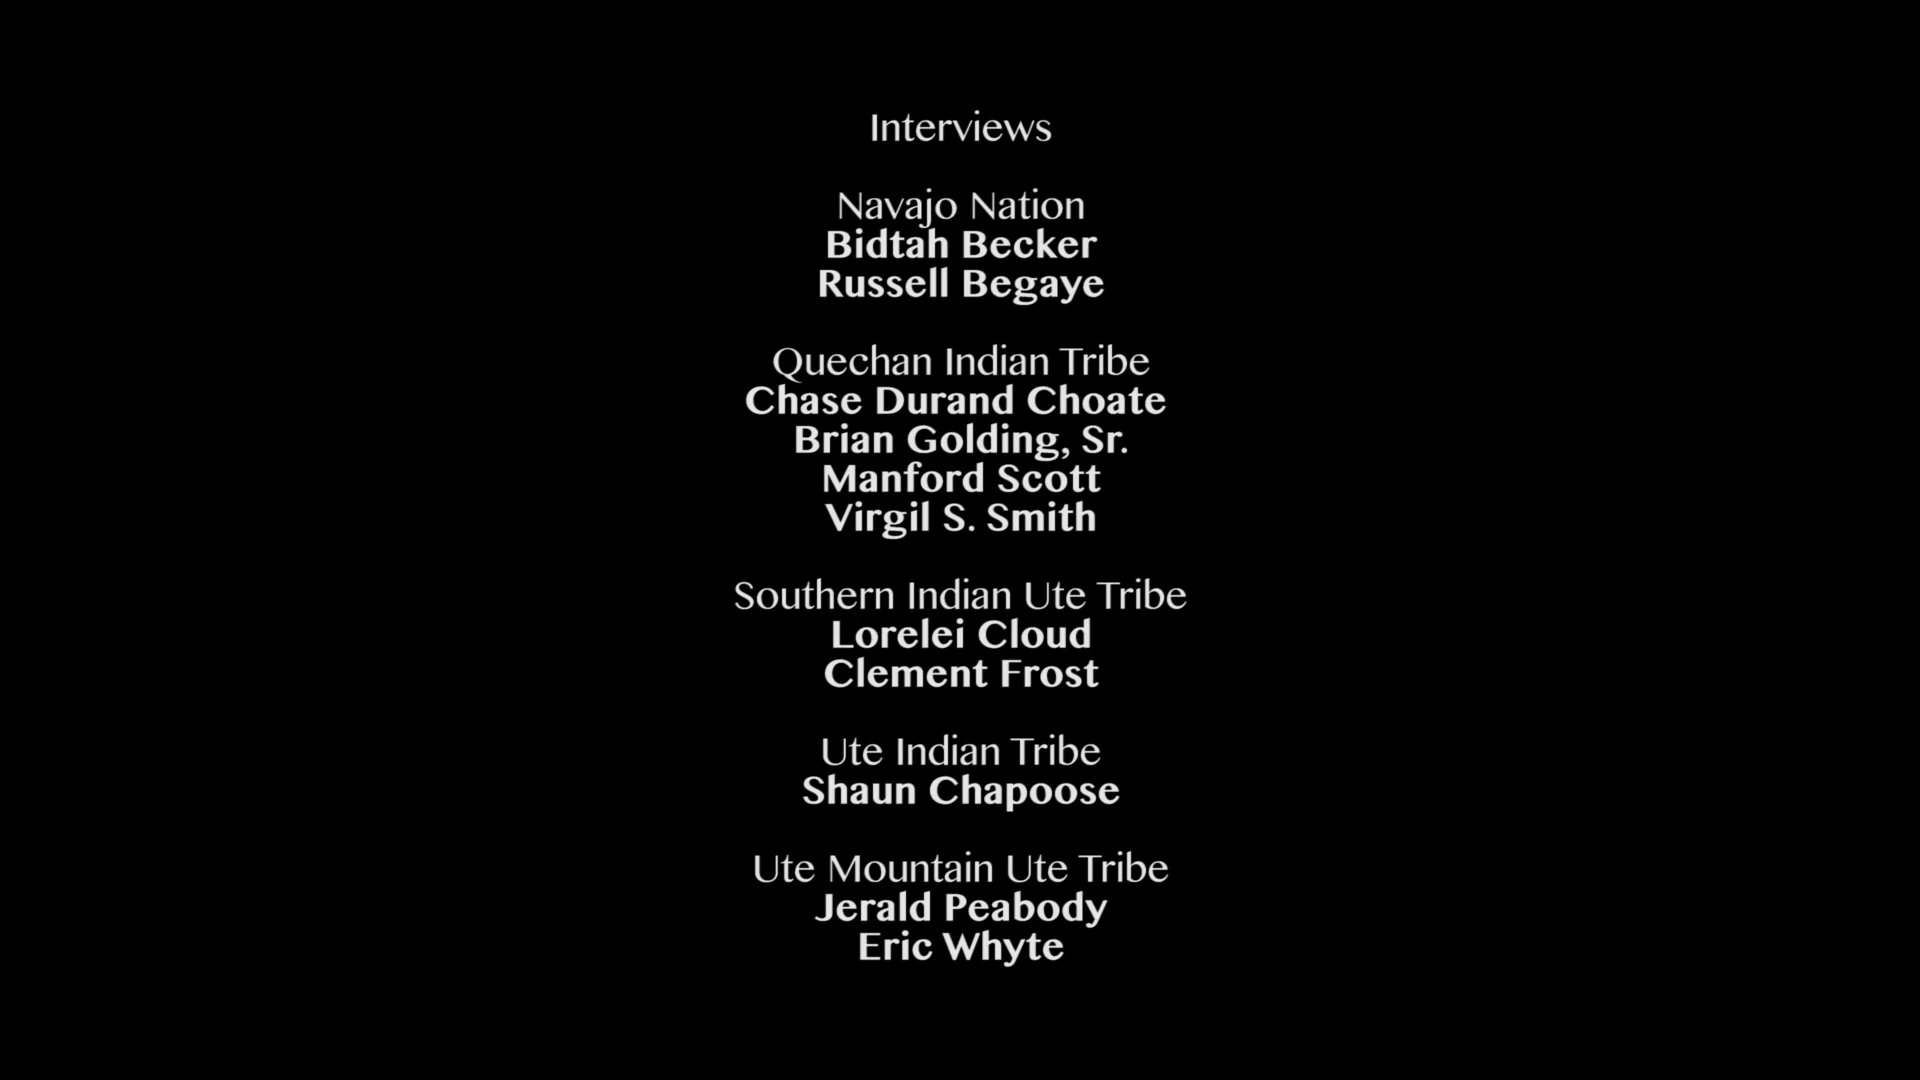 Interviews
Navajo Nation
Bidtah Becker
Russell Begaye
Quechan Indian Tribe
Chase Durand Choate
Brian Golding, Sr.
Manford Scott
Virgil S. Smith
Southern Indian Ute Tribe
Lorelei Cloud
Clement Frost
Ute Indian Tribe
Shaun Chapoose
Ute Mountain Ute Tribe
Jerald Peabody
Eric Whyte